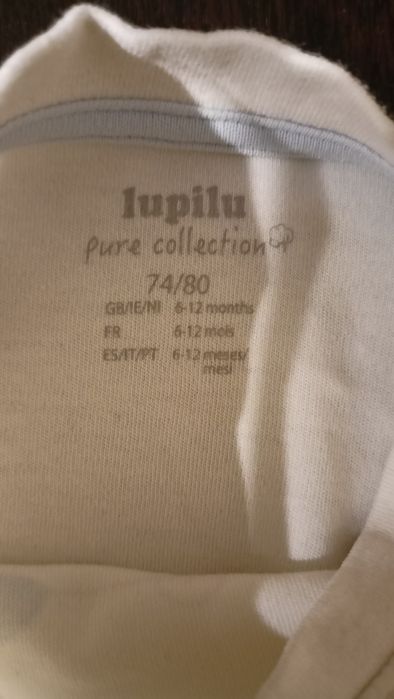 lupilu
pure collection
74/80
GB/IE/NI 6-12 months
FR 6-12 mois
ES/IT/PT 6-12 meses/
mesi